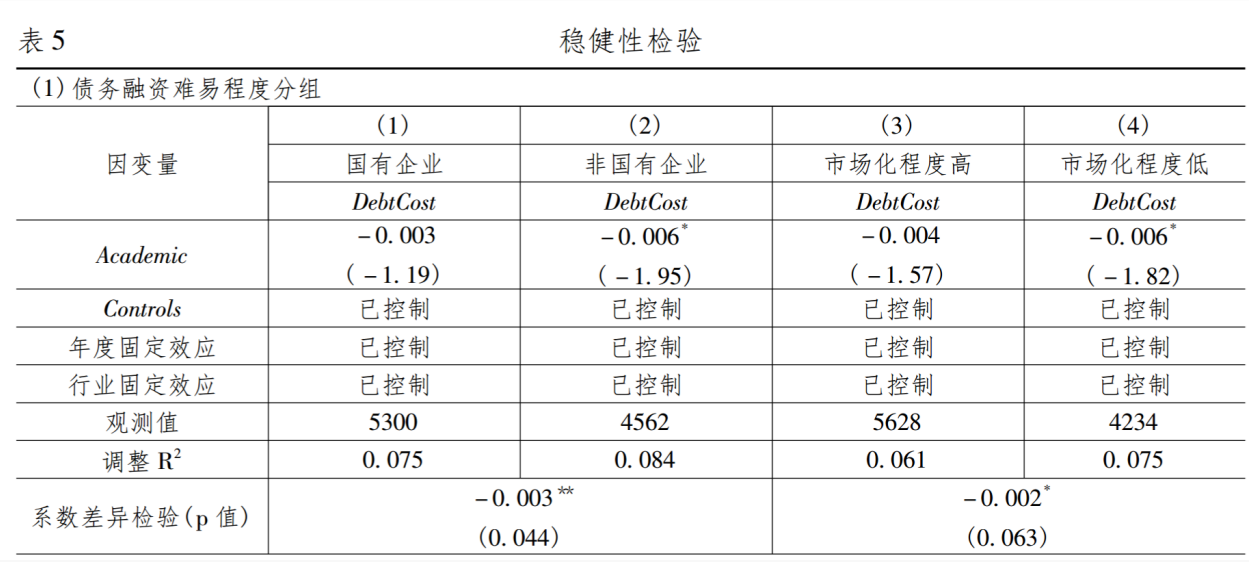 表 5 稳健性检验
(1)债务融资难易程度分组
因变量 (1) (2) (3) (4)
国有企业 非国有企业 市场化程度高 市场化程度低
DebtCost DebtCost DebtCost DebtCost
Academic -0.003 -0.006* -0.004 -0.006*
(-1.19) (-1.95) (-1.57) (-1.82)
Controls 已控制 已控制 已控制 已控制
年度固定效应 已控制 已控制 已控制 已控制
行业固定效应 已控制 已控制 已控制 已控制
观测值 5300 4562 5628 4234
调整 R² 0.075 0.084 0.061 0.075
系数差异检验(p 值) -0.003** -0.002*
(0.044) (0.063)